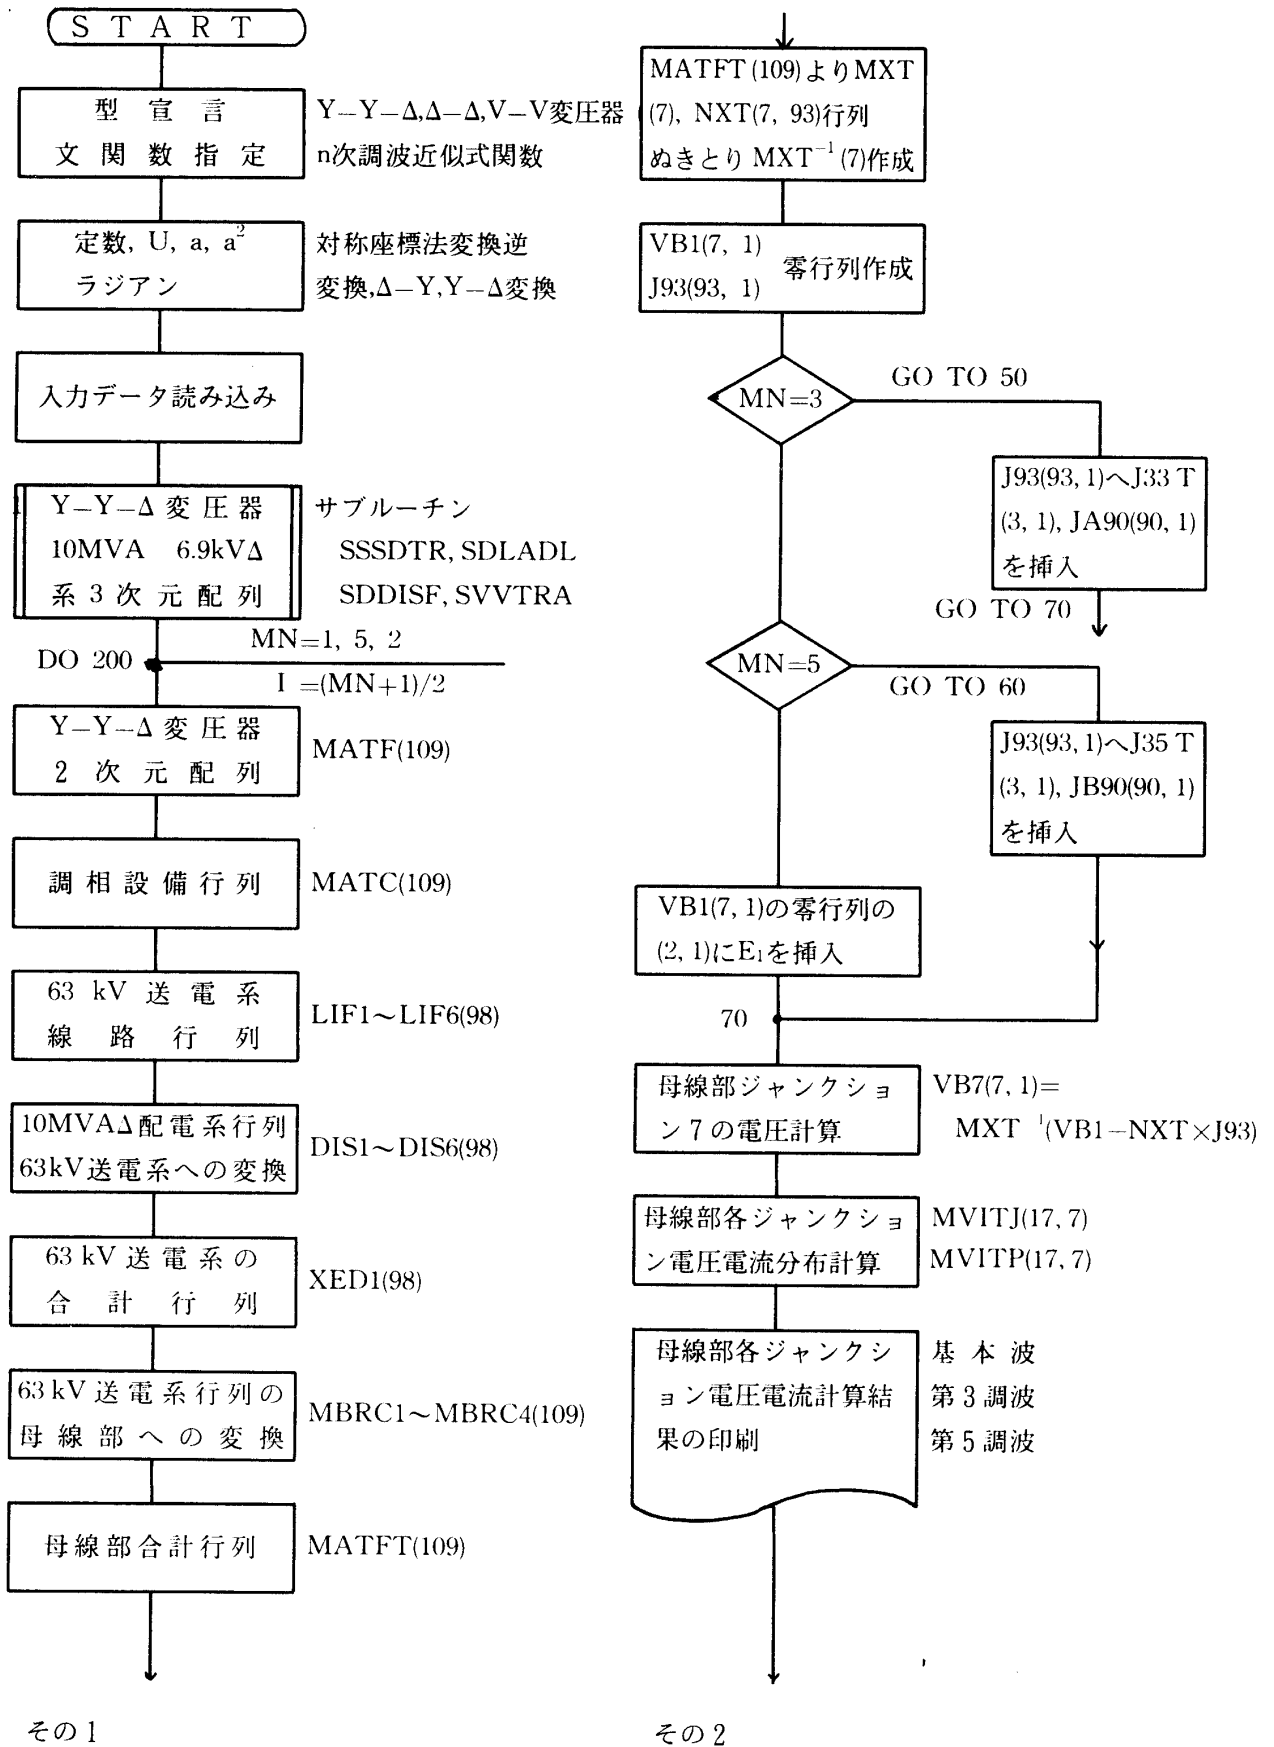 START
型宣言
文関数指定
Y–Y–Δ,Δ–Δ,V–V変圧器
n次調波近似式関数
定数, U, a, a²
ラジアン
対称座標法変換逆
変換,Δ–Y,Y–Δ変換
入力データ読み込み
Y–Y–Δ変圧器
10MVA 6.9kVΔ
系3次元配列
サブルーチン
SSSDTR, SDLADL
SDDISF, SVVTRA
DO 200
MN=1, 5, 2
I =(MN+1)/2
Y–Y–Δ変圧器
2次元配列
MATF(109)
調相設備行列
MATC(109)
63 kV 送電系
線路行列
LIF1〜LIF6(98)
10MVAΔ配電系行列
63kV送電系への変換
DIS1〜DIS6(98)
63 kV 送電系の
合計行列
XED1(98)
63 kV 送電系行列の
母線部への変換
MBRC1〜MBRC4(109)
母線部合計行列
MATFT(109)
その1
MATFT(109)よりMXT
(7), NXT(7, 93)行列
ぬきとり MXT⁻¹(7)作成
VB1(7, 1)
J93(93, 1)
零行列作成
MN=3
GO TO 50
J93(93, 1)へJ33 T
(3, 1), JA90(90, 1)
を挿入
GO TO 70
MN=5
GO TO 60
J93(93, 1)へJ35 T
(3, 1), JB90(90, 1)
を挿入
VB1(7, 1)の零行列の
(2, 1)にE₁を挿入
70
母線部ジャンクショ
ン7の電圧計算
VB7(7, 1)=
MXT ¹(VB1–NXT×J93)
母線部各ジャンクショ
ン電圧電流分布計算
MVITJ(17, 7)
MVITP(17, 7)
母線部各ジャンクシ
ョン電圧電流計算結
果の印刷
基本波
第3調波
第5調波
その2